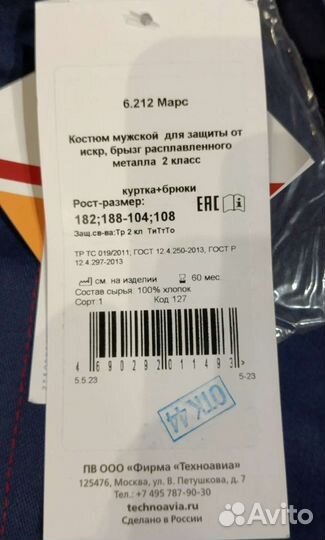 6.212 Марс
Костюм мужской для защиты от
искр, брызг расплавленного
металла 2 класс
куртка+брюки
Рост-размер:
182;188-104;108
EAC
Защ.св-ва:Тр 2 кл ТиТтТо
ТР ТС 019/2011; ГОСТ 12.4.250-2013, ГОСТ Р
12.4.297-2013
см. на изделии 60 мес.
Состав сырья: 100% хлопок
Сорт 1 Код 127
4 690292 011493
5.5.23 5-23
ОТК 44
ПВ ООО «Фирма «Техноавиа»
125476, Москва, ул. В. Петушкова, д. 7
Тел.: +7 495 787-90-30
technoavia.ru
Сделано в России
Avito